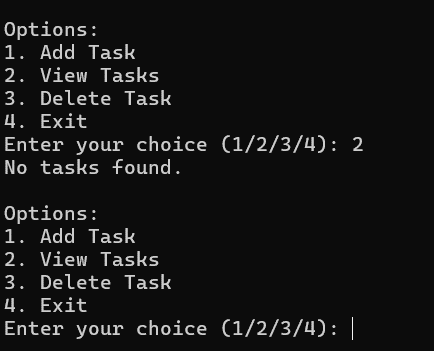 Options:
1. Add Task
2. View Tasks
3. Delete Task
4. Exit
Enter your choice (1/2/3/4): 2
No tasks found.
Options:
1. Add Task
2. View Tasks
3. Delete Task
4. Exit
Enter your choice (1/2/3/4):